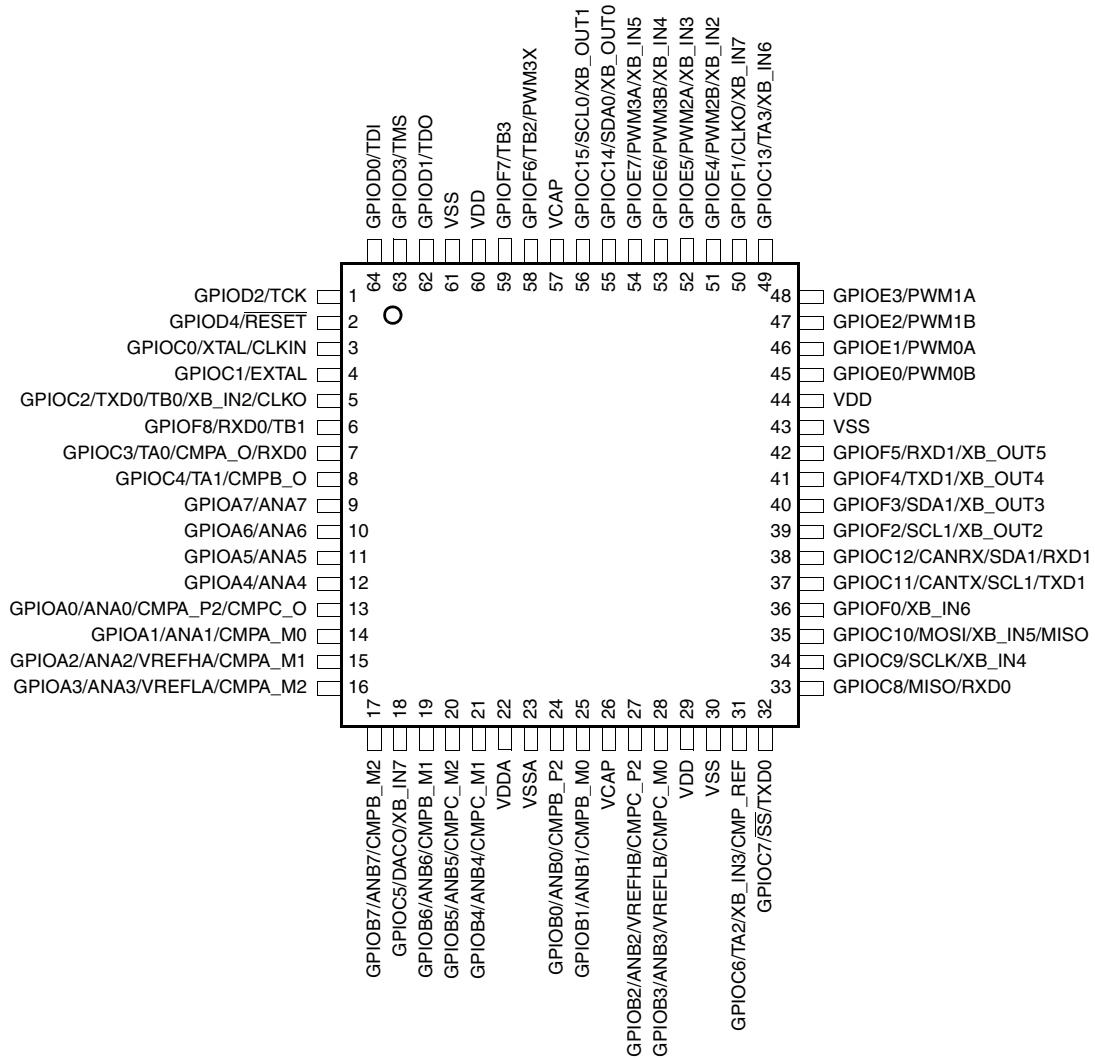 GPIOD0/TDI
GPIOD3/TMS
GPIOD1/TDO
VSS
VDD
GPIOF7/TB3
GPIOF6/TB2/PWM3X
VCAP
GPIOC15/SCL0/XB_OUT1
GPIOC14/SDA0/XB_OUT0
GPIOE7/PWM3A/XB_IN5
GPIOE6/PWM3B/XB_IN4
GPIOE5/PWM2A/XB_IN3
GPIOE4/PWM2B/XB_IN2
GPIOF1/CLKO/XB_IN7
GPIOC13/TA3/XB_IN6
64
63
62
61
60
59
58
57
56
55
54
53
52
51
50
49
GPIOD2/TCK 1
GPIOD4/RESET 2
GPIOC0/XTAL/CLKIN 3
GPIOC1/EXTAL 4
GPIOC2/TXD0/TB0/XB_IN2/CLKO 5
GPIOF8/RXD0/TB1 6
GPIOC3/TA0/CMPA_O/RXD0 7
GPIOC4/TA1/CMPB_O 8
GPIOA7/ANA7 9
GPIOA6/ANA6 10
GPIOA5/ANA5 11
GPIOA4/ANA4 12
GPIOA0/ANA0/CMPA_P2/CMPC_O 13
GPIOA1/ANA1/CMPA_M0 14
GPIOA2/ANA2/VREFHA/CMPA_M1 15
GPIOA3/ANA3/VREFLA/CMPA_M2 16
48 GPIOE3/PWM1A
47 GPIOE2/PWM1B
46 GPIOE1/PWM0A
45 GPIOE0/PWM0B
44 VDD
43 VSS
42 GPIOF5/RXD1/XB_OUT5
41 GPIOF4/TXD1/XB_OUT4
40 GPIOF3/SDA1/XB_OUT3
39 GPIOF2/SCL1/XB_OUT2
38 GPIOC12/CANRX/SDA1/RXD1
37 GPIOC11/CANTX/SCL1/TXD1
36 GPIOF0/XB_IN6
35 GPIOC10/MOSI/XB_IN5/MISO
34 GPIOC9/SCLK/XB_IN4
33 GPIOC8/MISO/RXD0
17
18
19
20
21
22
23
24
25
26
27
28
29
30
31
32
GPIOB7/ANB7/CMPB_M2
GPIOC5/DACO/XB_IN7
GPIOB6/ANB6/CMPB_M1
GPIOB5/ANB5/CMPC_M2
GPIOB4/ANB4/CMPC_M1
VDDA
VSSA
GPIOB0/ANB0/CMPB_P2
GPIOB1/ANB1/CMPB_M0
VCAP
GPIOB2/ANB2/VREFHB/CMPC_P2
GPIOB3/ANB3/VREFLB/CMPC_M0
VDD
VSS
GPIOC6/TA2/XB_IN3/CMP_REF
GPIOC7/SS/TXD0